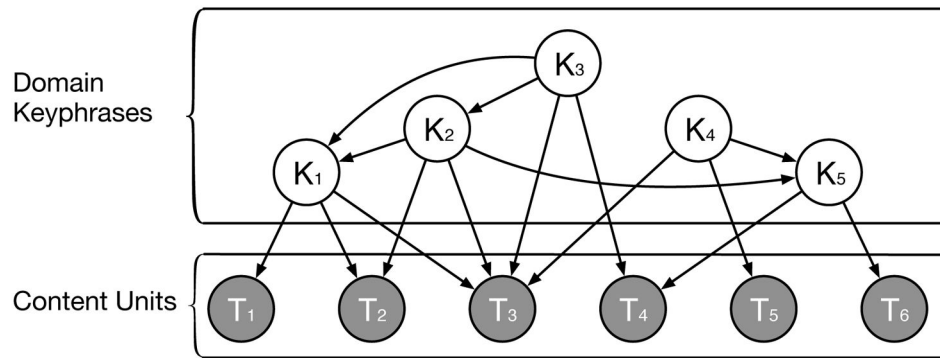 Domain
Keyphrases
K3
K2
K4
K1
K5
Content Units
T1 T2 T3 T4 T5 T6